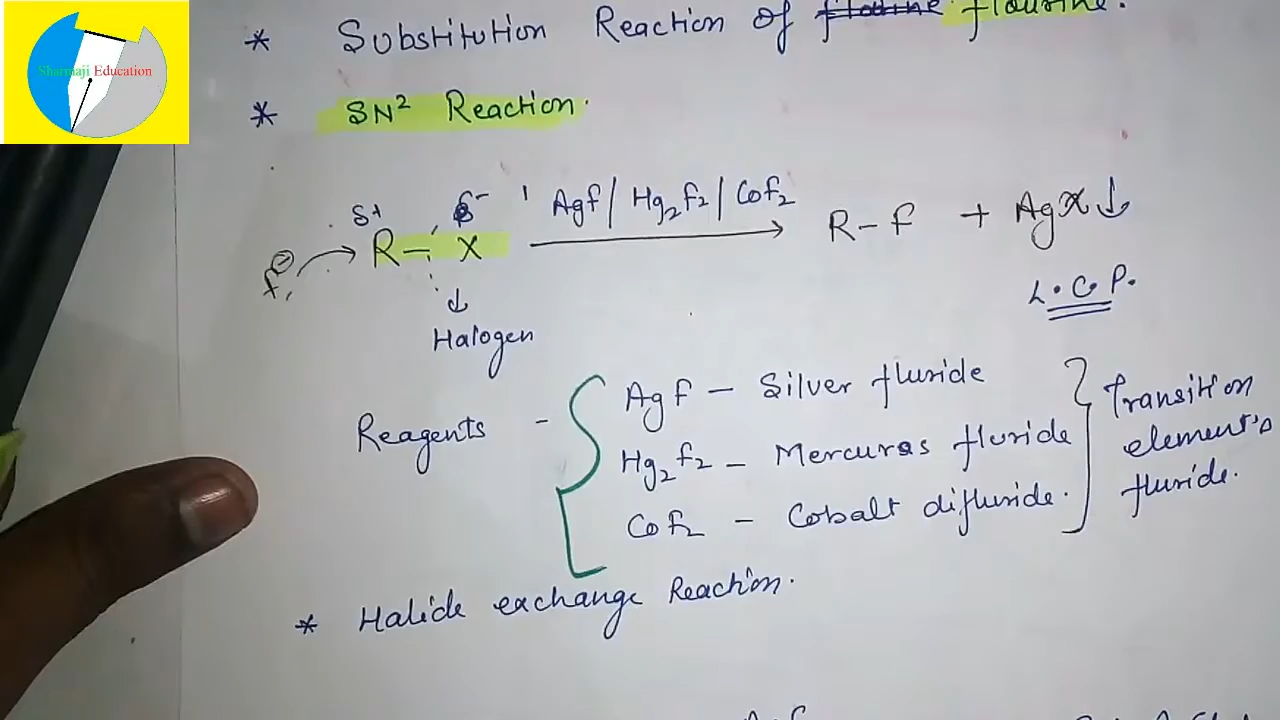 Sharmaji Education
* Substitution Reaction of flourine.
* SN² Reaction.
δ+ δ- AgF / Hg₂F₂ / CoF₂
F⊖ R - X → R-F + AgX↓
L.C.P.
↓
Halogen
Reagents - { AgF - Silver fluride } Transition
Hg₂F₂ - Mercuras fluride elements
CoF₂ - Cobalt difluride. fluride.
* Halide exchange Reaction.